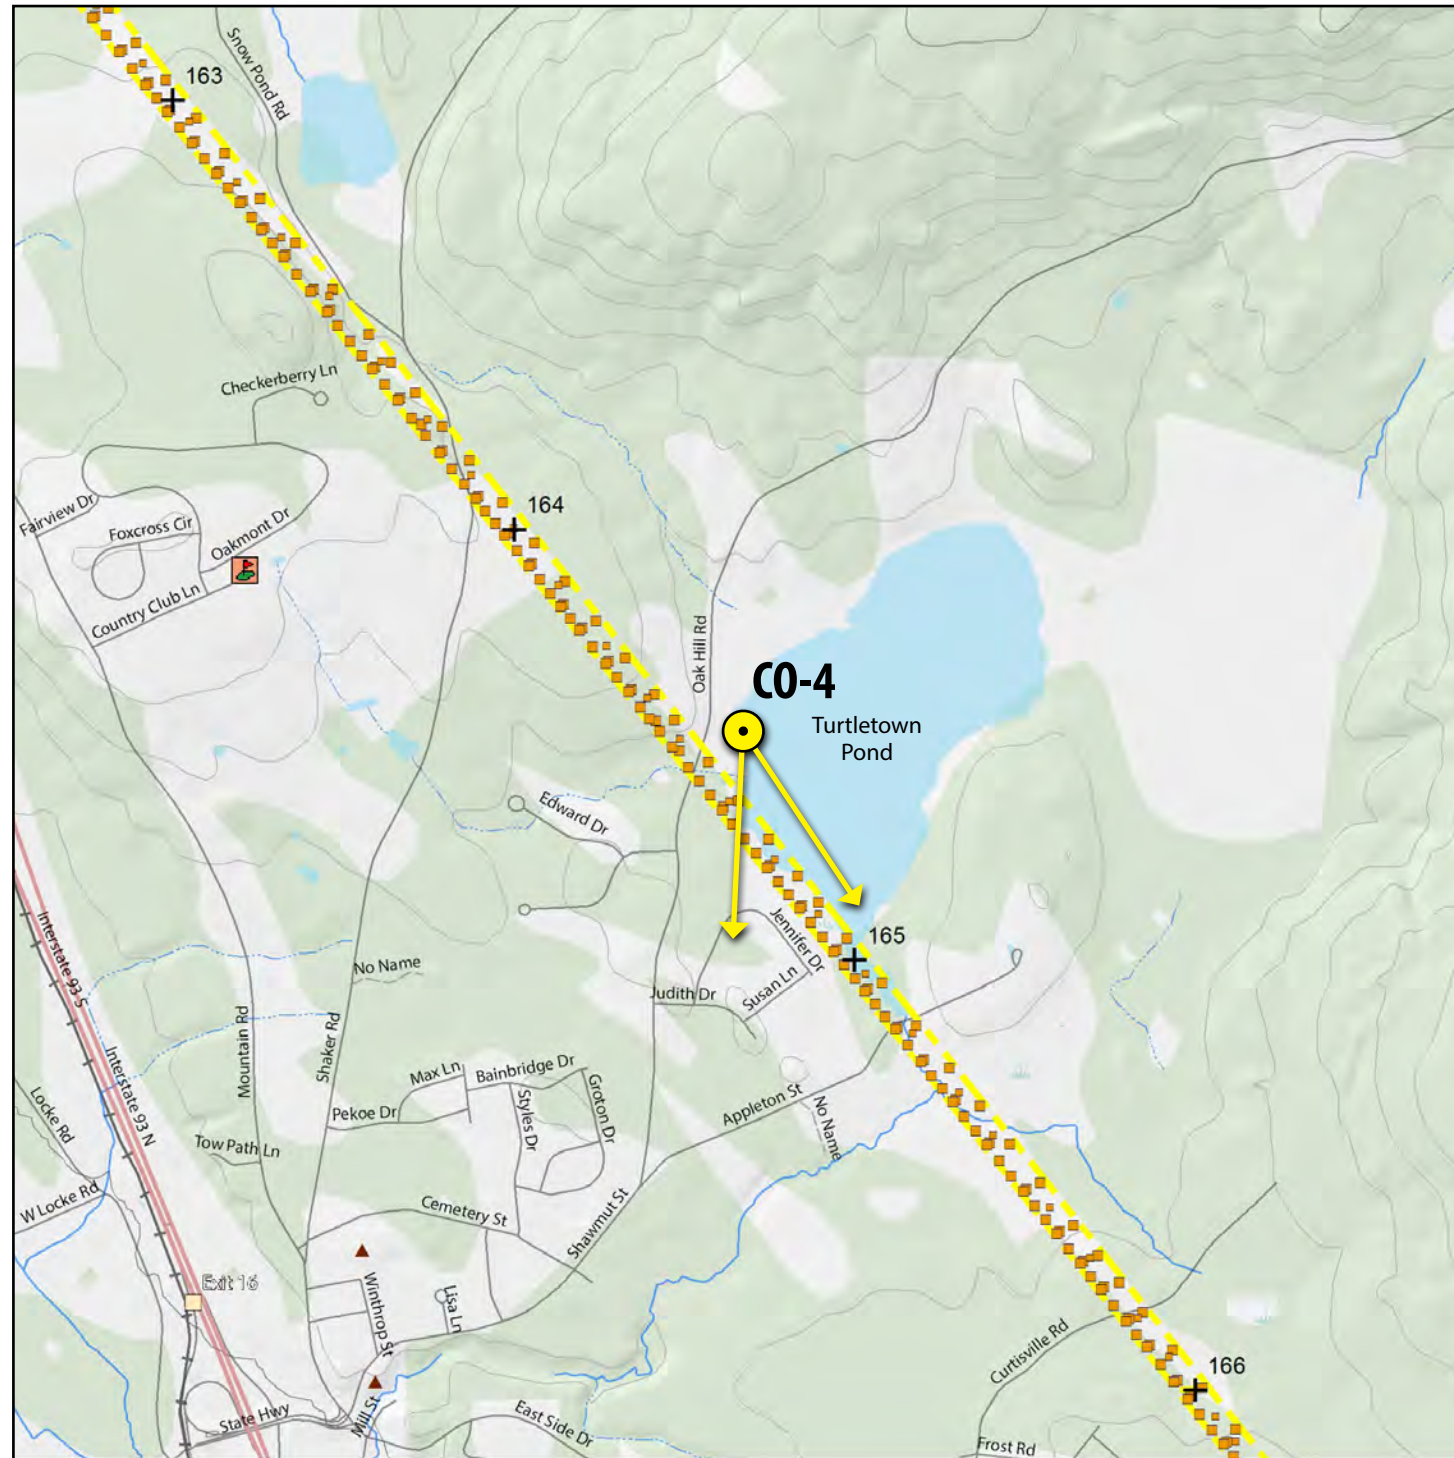 163
Snow Pond Rd
Checkerberry Ln
164
Fairview Dr
Foxcross Cir
Oakmont Dr
Country Club Ln
Oak Hill Rd
CO-4
Turtletown
Pond
Edward Dr
Jennifer Dr
165
Interstate 93 S
No Name
Susan Ln
Judith Dr
Mountain Rd
Shaker Rd
Interstate 93 N
Max Ln
Bainbridge Dr
Groton Dr
Styles Dr
Pekoe Dr
Appleton St
No Name
Locke Rd
Tow Path Ln
W Locke Rd
Cemetery St
Shawmut St
Exit 16
Winthrop St
Lisa Ln
Curtisville Rd
166
State Hwy
Mill St
East Side Dr
Frost Rd